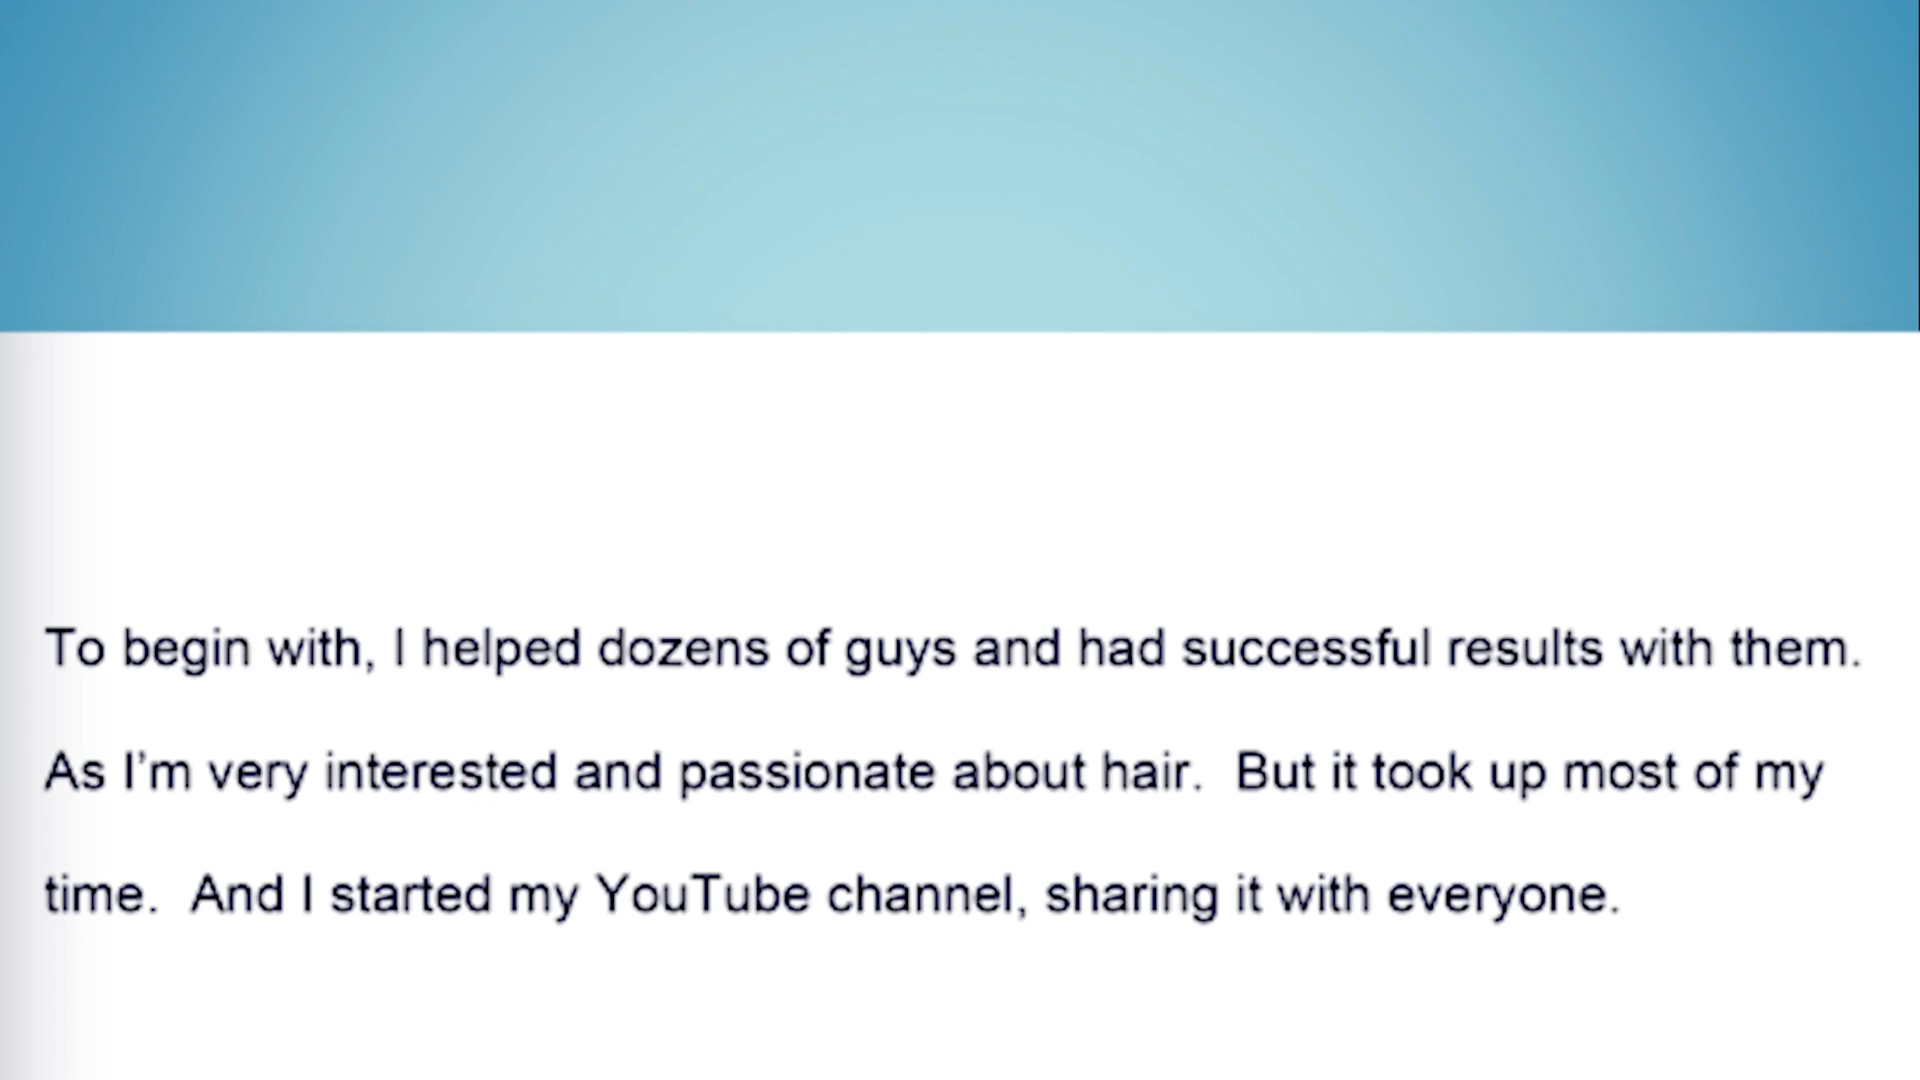 To begin with, I helped dozens of guys and had successful results with them.
As I’m very interested and passionate about hair.  But it took up most of my
time.  And I started my YouTube channel, sharing it with everyone.